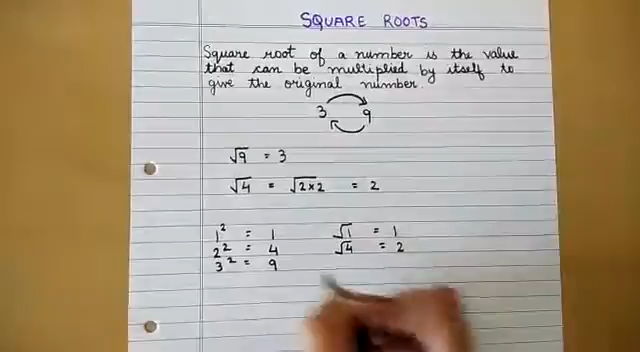 SQUARE ROOTS
Square root of a number is the value
that can be multiplied by itself to
give the original number.
3 9
√9 = 3
√4 = √2×2 = 2
1² = 1 √1 = 1
2² = 4 √4 = 2
3² = 9